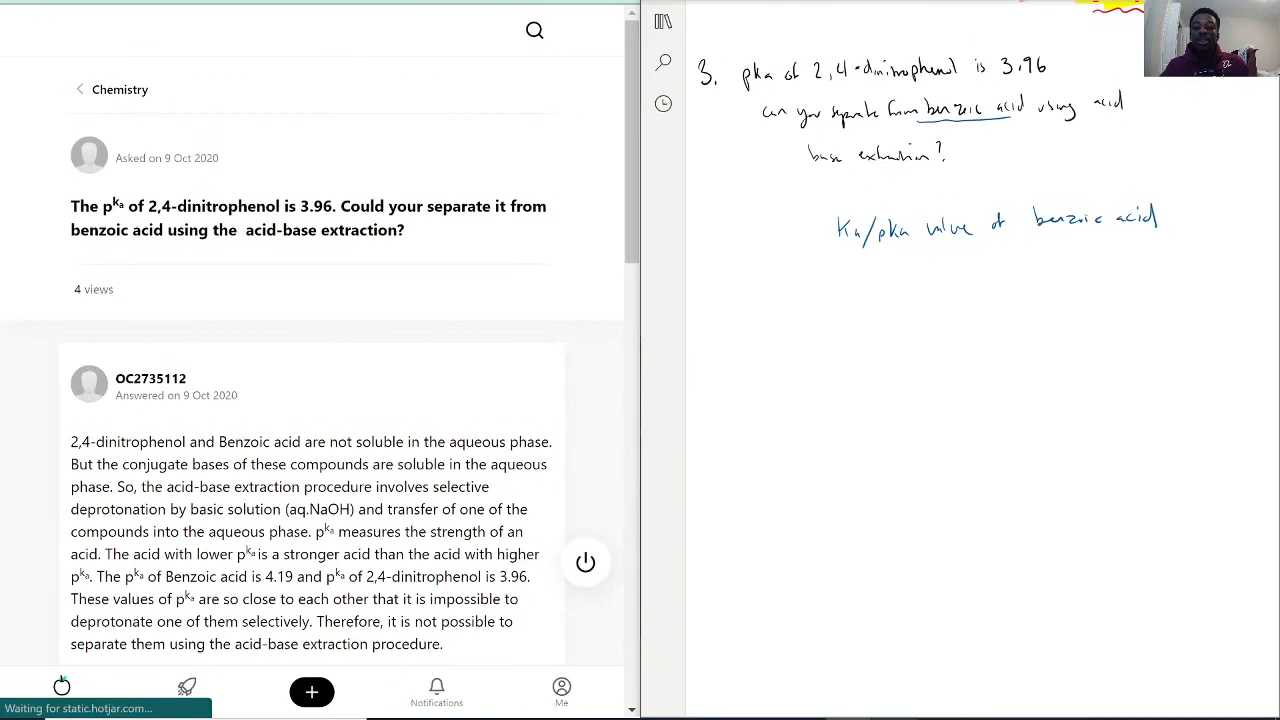 Chemistry
Asked on 9 Oct 2020
The pka of 2,4-dinitrophenol is 3.96. Could your separate it from
benzoic acid using the acid-base extraction?
4 views
OC2735112
Answered on 9 Oct 2020
2,4-dinitrophenol and Benzoic acid are not soluble in the aqueous phase.
But the conjugate bases of these compounds are soluble in the aqueous
phase. So, the acid-base extraction procedure involves selective
deprotonation by basic solution (aq.NaOH) and transfer of one of the
compounds into the aqueous phase. pka measures the strength of an
acid. The acid with lower pka is a stronger acid than the acid with higher
pka. The pka of Benzoic acid is 4.19 and pka of 2,4-dinitrophenol is 3.96.
These values of pka are so close to each other that it is impossible to
deprotonate one of them selectively. Therefore, it is not possible to
separate them using the acid-base extraction procedure.
Notifications
Me
Waiting for static.hotjar.com...
3. pka of 2,4-dinitrophenol is 3.96
can you separate from benzoic acid using acid
base extraction?
Ka/pka value of benzoic acid